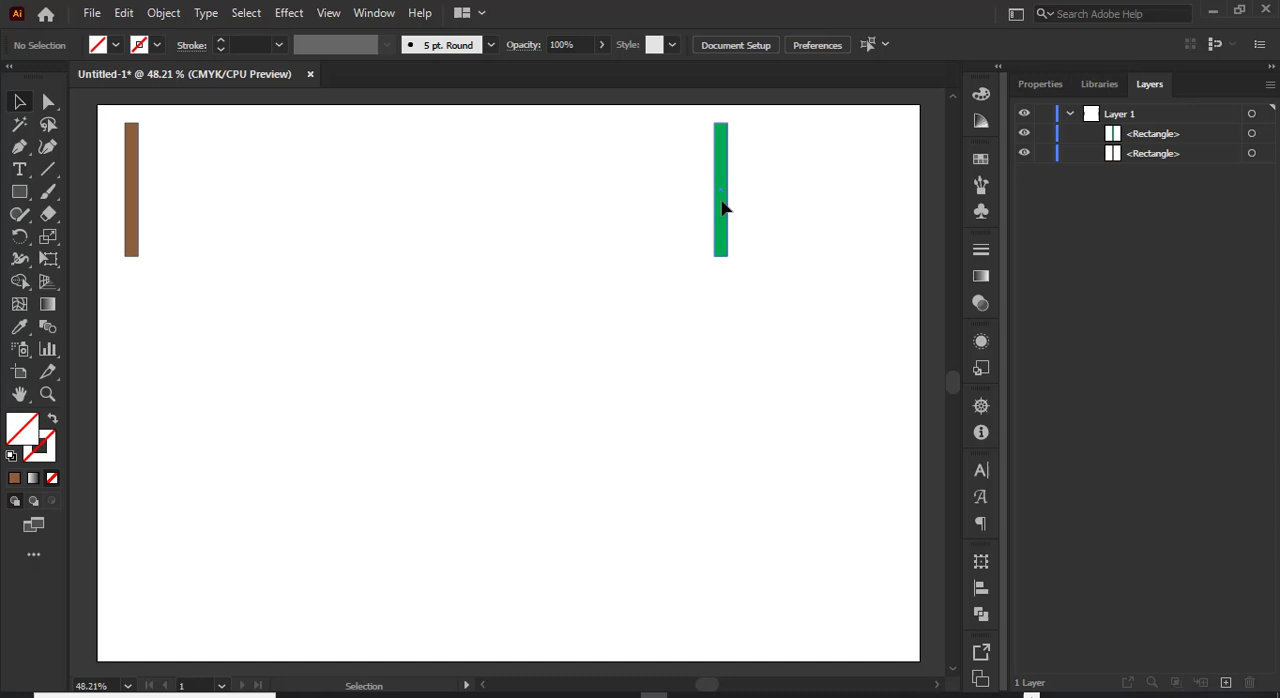 Ai File Edit Object Type Select Effect View Window Help Search Adobe Help
No Selection Stroke: 5 pt. Round Opacity: 100% Style: Document Setup Preferences
Untitled-1* @ 48.21 % (CMYK/CPU Preview) ×
Properties Libraries Layers
Layer 1
<Rectangle>
<Rectangle>
48.21% 1 Selection
1 Layer